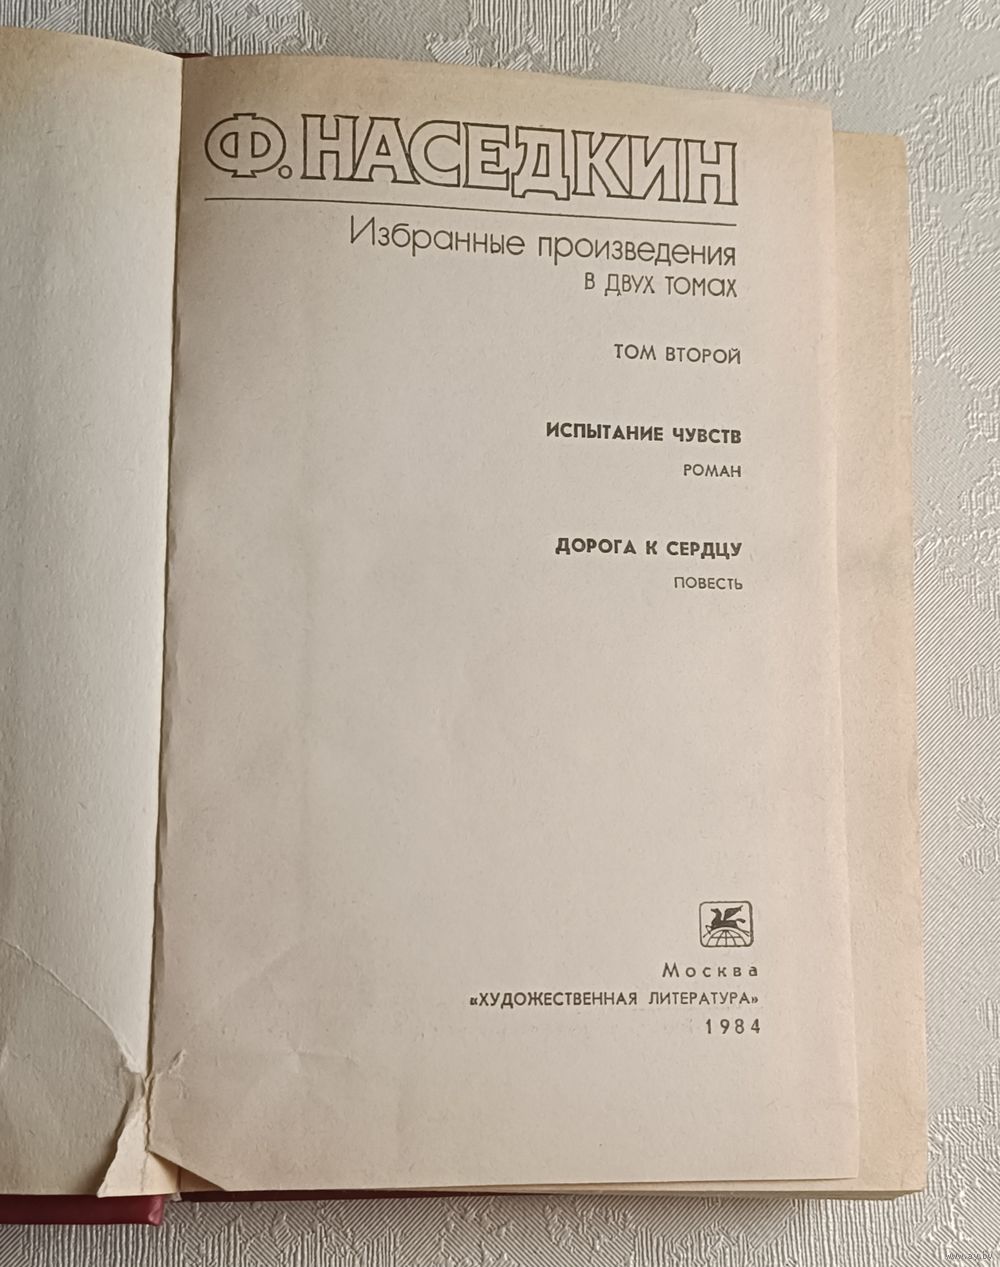 Ф. НАСЕДКИН
Избранные произведения
в двух томах
ТОМ ВТОРОЙ
ИСПЫТАНИЕ ЧУВСТВ
РОМАН
ДОРОГА К СЕРДЦУ
ПОВЕСТЬ
Москва
«ХУДОЖЕСТВЕННАЯ ЛИТЕРАТУРА»
1984